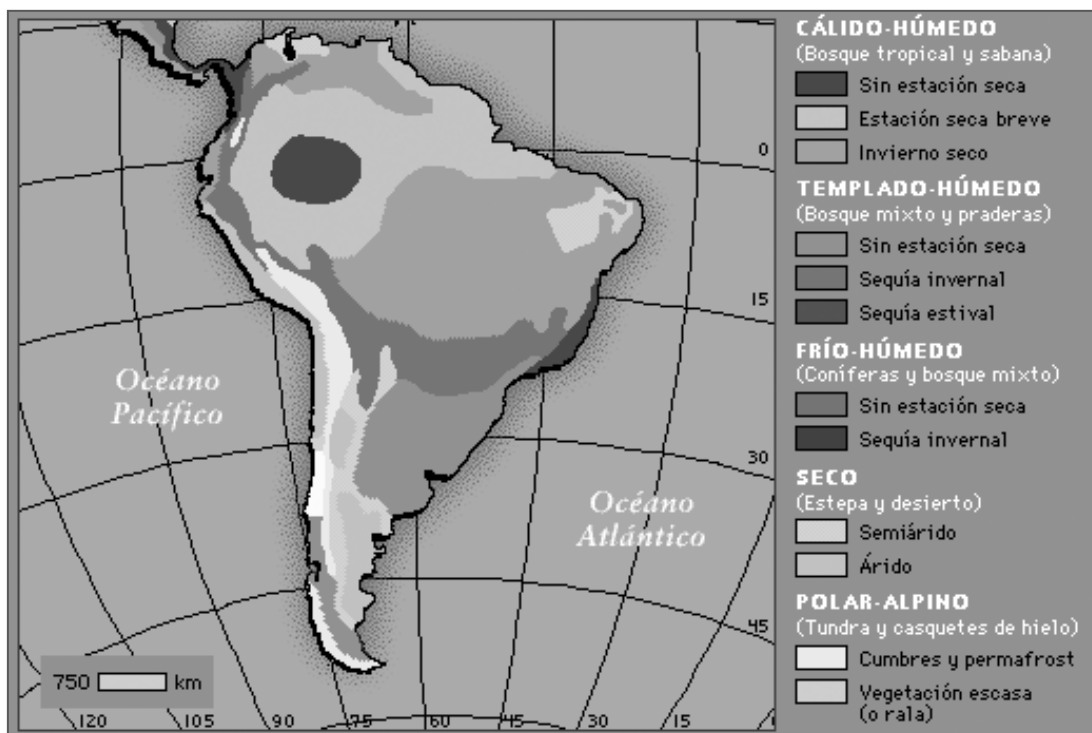 Océano
Pacífico
Océano
Atlántico
0
15
30
45
750 km
120
105
90
75
60
45
30
15
CÁLIDO-HÚMEDO
(Bosque tropical y sabana)
Sin estación seca
Estación seca breve
Invierno seco
TEMPLADO-HÚMEDO
(Bosque mixto y praderas)
Sin estación seca
Sequía invernal
Sequía estival
FRÍO-HÚMEDO
(Coníferas y bosque mixto)
Sin estación seca
Sequía invernal
SECO
(Estepa y desierto)
Semiárido
Árido
POLAR-ALPINO
(Tundra y casquetes de hielo)
Cumbres y permafrost
Vegetación escasa
(o rala)